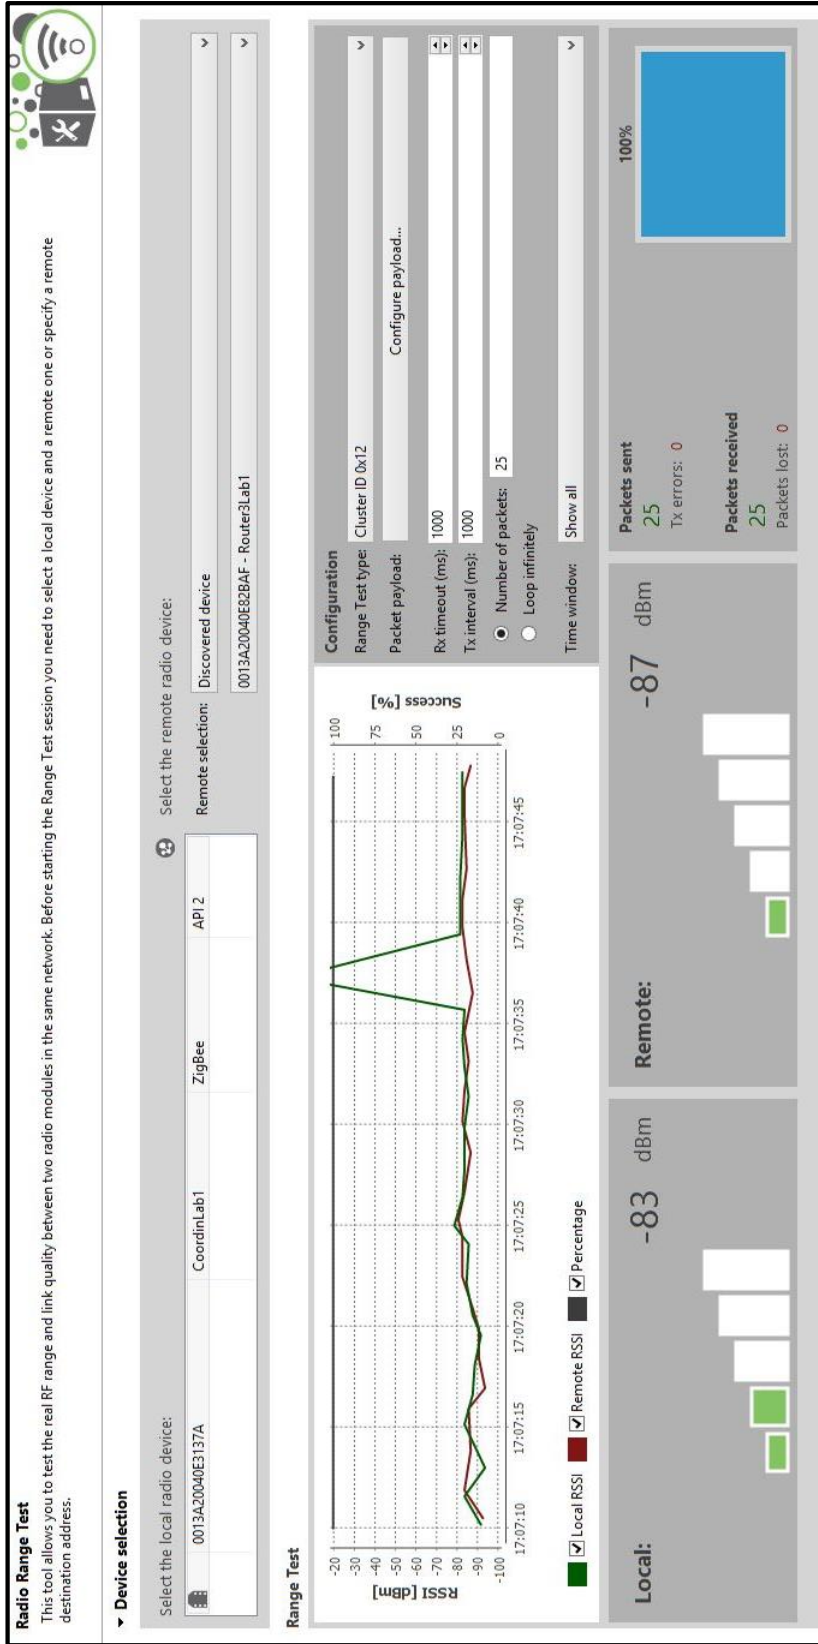 Radio Range Test
This tool allows you to test the real RF range and link quality between two radio modules in the same network. Before starting the Range Test session you need to select a local device and a remote one or specify a remote
destination address.
Device selection
Select the local radio device:
0013A20040E3137A CoordinLab1 ZigBee API 2
Select the remote radio device:
Remote selection: Discovered device
0013A20040E82BAF - Router3Lab1
Range Test
RSSI [dBm]
-20
-30
-40
-50
-60
-70
-80
-90
-100
Success [%]
100
75
50
25
0
17:07:10 17:07:15 17:07:20 17:07:25 17:07:30 17:07:35 17:07:40 17:07:45
Local RSSI Remote RSSI Percentage
Configuration
Range Test type: Cluster ID 0x12
Packet payload: Configure payload...
Rx timeout (ms): 1000
Tx interval (ms): 1000
Number of packets: 25
Loop infinitely
Time window: Show all
Local: -83 dBm
Remote: -87 dBm
Packets sent
25
Tx errors: 0
Packets received
25
Packets lost: 0
100%